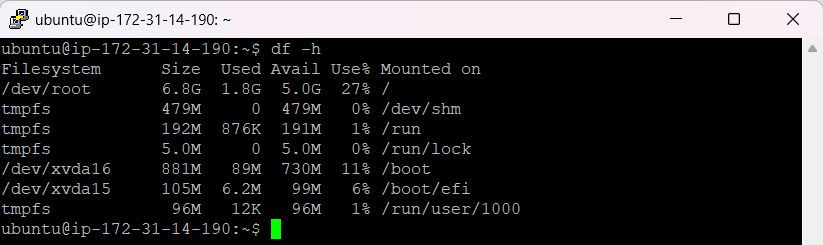 ubuntu@ip-172-31-14-190: ~
ubuntu@ip-172-31-14-190:~$ df -h
Filesystem      Size  Used Avail Use% Mounted on
/dev/root       6.8G  1.8G  5.0G  27% /
tmpfs           479M     0  479M   0% /dev/shm
tmpfs           192M  876K  191M   1% /run
tmpfs           5.0M     0  5.0M   0% /run/lock
/dev/xvda16     881M   89M  730M  11% /boot
/dev/xvda15     105M  6.2M   99M   6% /boot/efi
tmpfs            96M   12K   96M   1% /run/user/1000
ubuntu@ip-172-31-14-190:~$